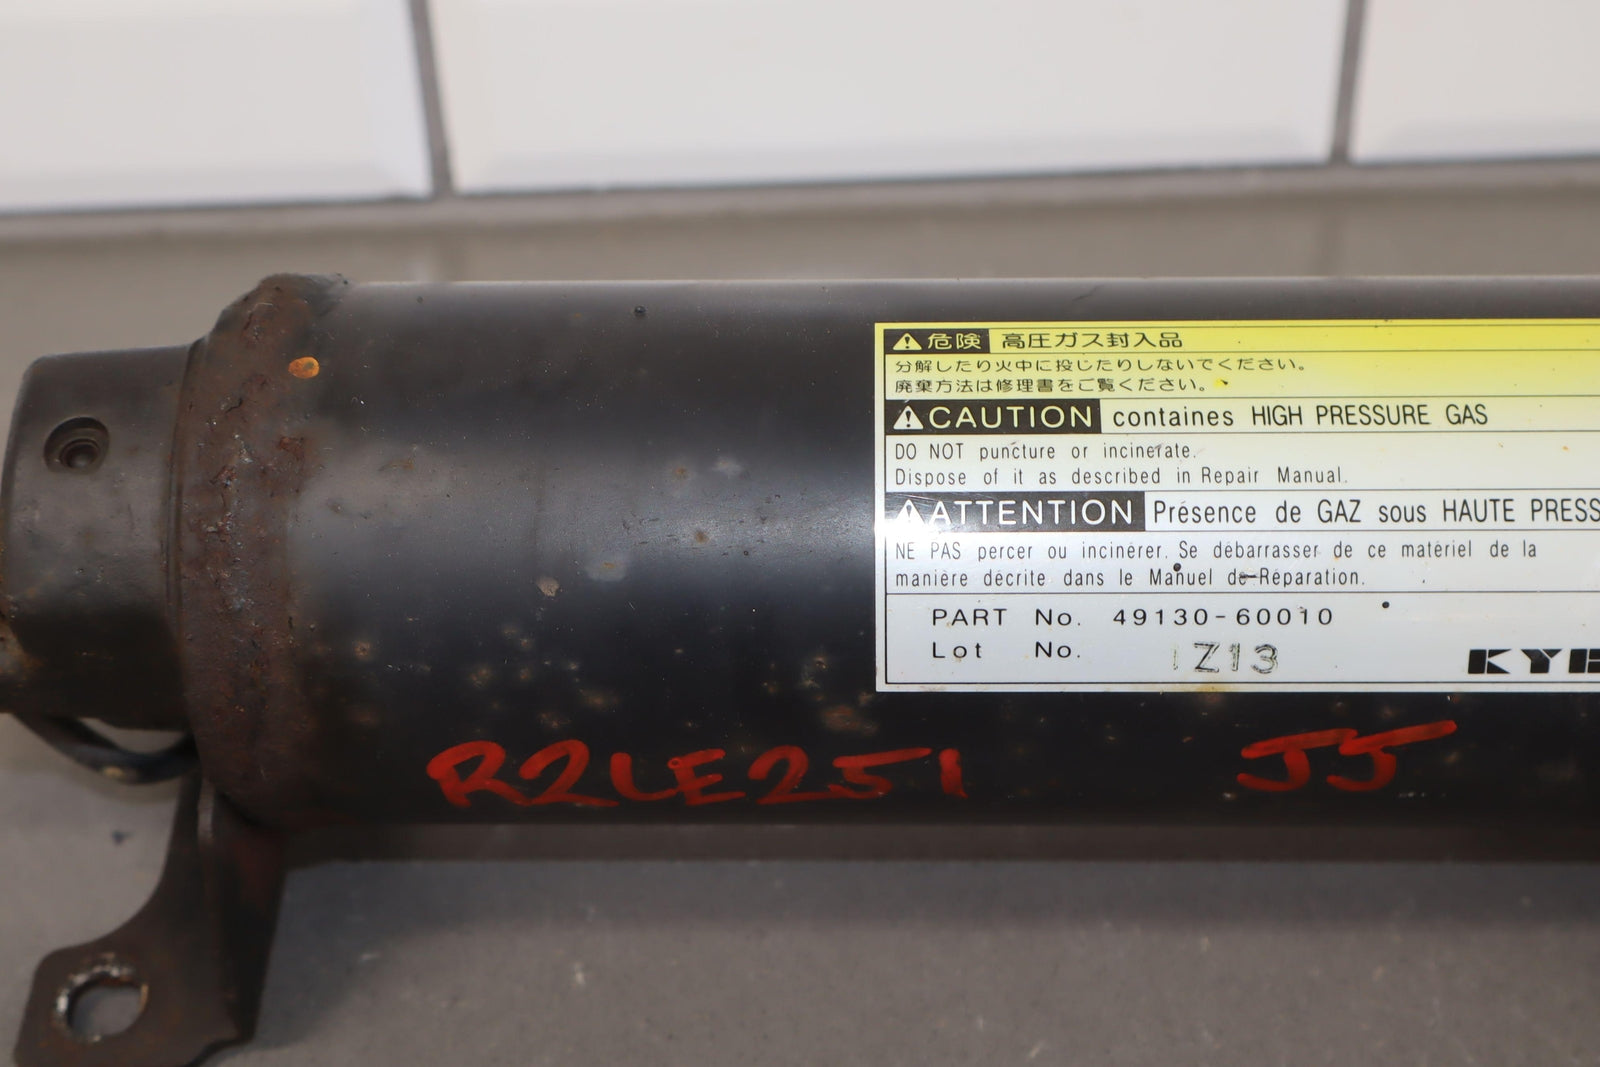 危険 高圧ガス封入品
分解したり火中に投じたりしないでください。
廃棄方法は修理書をご覧ください。
CAUTION containes HIGH PRESSURE GAS
DO NOT puncture or incinerate.
Dispose of it as described in Repair Manual.
ATTENTION Présence de GAZ sous HAUTE PRESS
NE PAS percer ou incinérer. Se débarrasser de ce matériel de la
manière décrite dans le Manuel de Réparation.
PART No. 49130-60010
Lot No. 1Z13
KYB
R2LE251 JJ